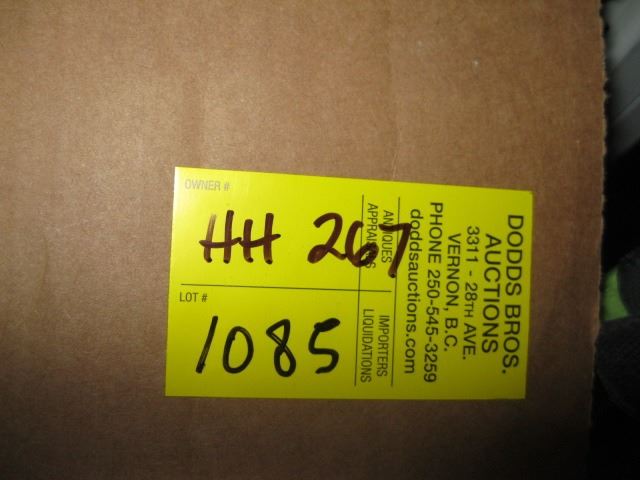 DODDS BROS.
AUCTIONS
3311 - 28TH AVE.
VERNON, B.C.
PHONE 250-545-3259
doddsauctions.com
ANTIQUES
APPRAISALS
IMPORTERS
LIQUIDATIONS
OWNER #
HH 267
LOT #
1085